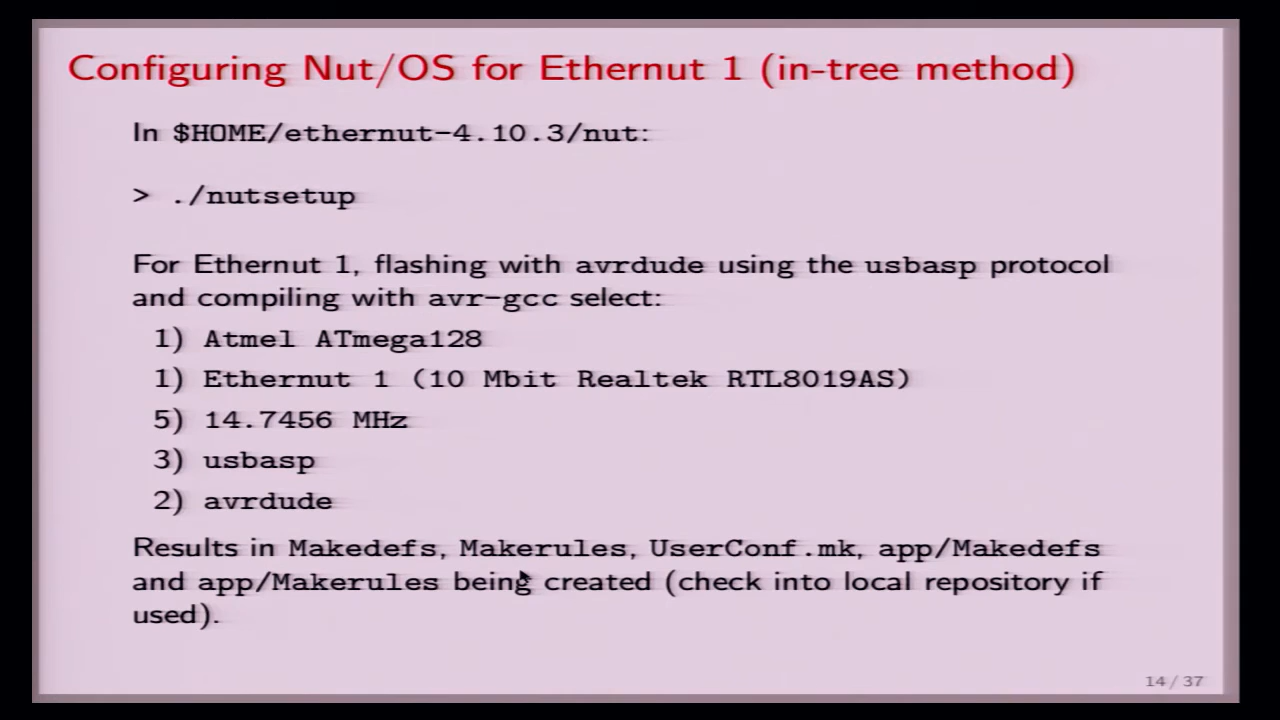 Configuring Nut/OS for Ethernut 1 (in-tree method)
In $HOME/ethernut-4.10.3/nut:
> ./nutsetup
For Ethernut 1, flashing with avrdude using the usbasp protocol
and compiling with avr-gcc select:
1) Atmel ATmega128
1) Ethernut 1 (10 Mbit Realtek RTL8019AS)
5) 14.7456 MHz
3) usbasp
2) avrdude
Results in Makedefs, Makerules, UserConf.mk, app/Makedefs
and app/Makerules being created (check into local repository if
used).
14 / 37